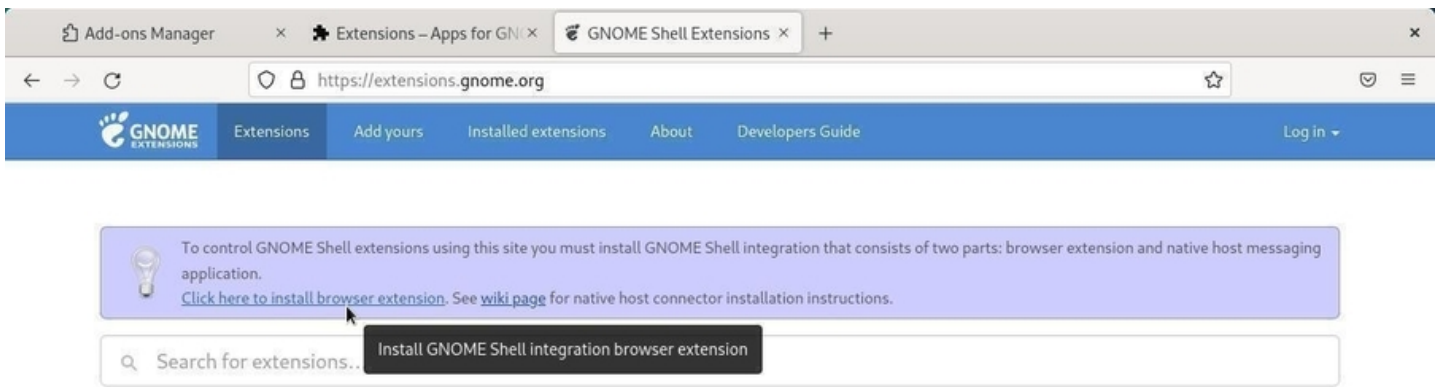 Add-ons Manager
Extensions – Apps for GN
GNOME Shell Extensions
https://extensions.gnome.org
GNOME
EXTENSIONS
Extensions
Add yours
Installed extensions
About
Developers Guide
Log in
To control GNOME Shell extensions using this site you must install GNOME Shell integration that consists of two parts: browser extension and native host messaging
application.
Click here to install browser extension. See wiki page for native host connector installation instructions.
Search for extensions...
Install GNOME Shell integration browser extension